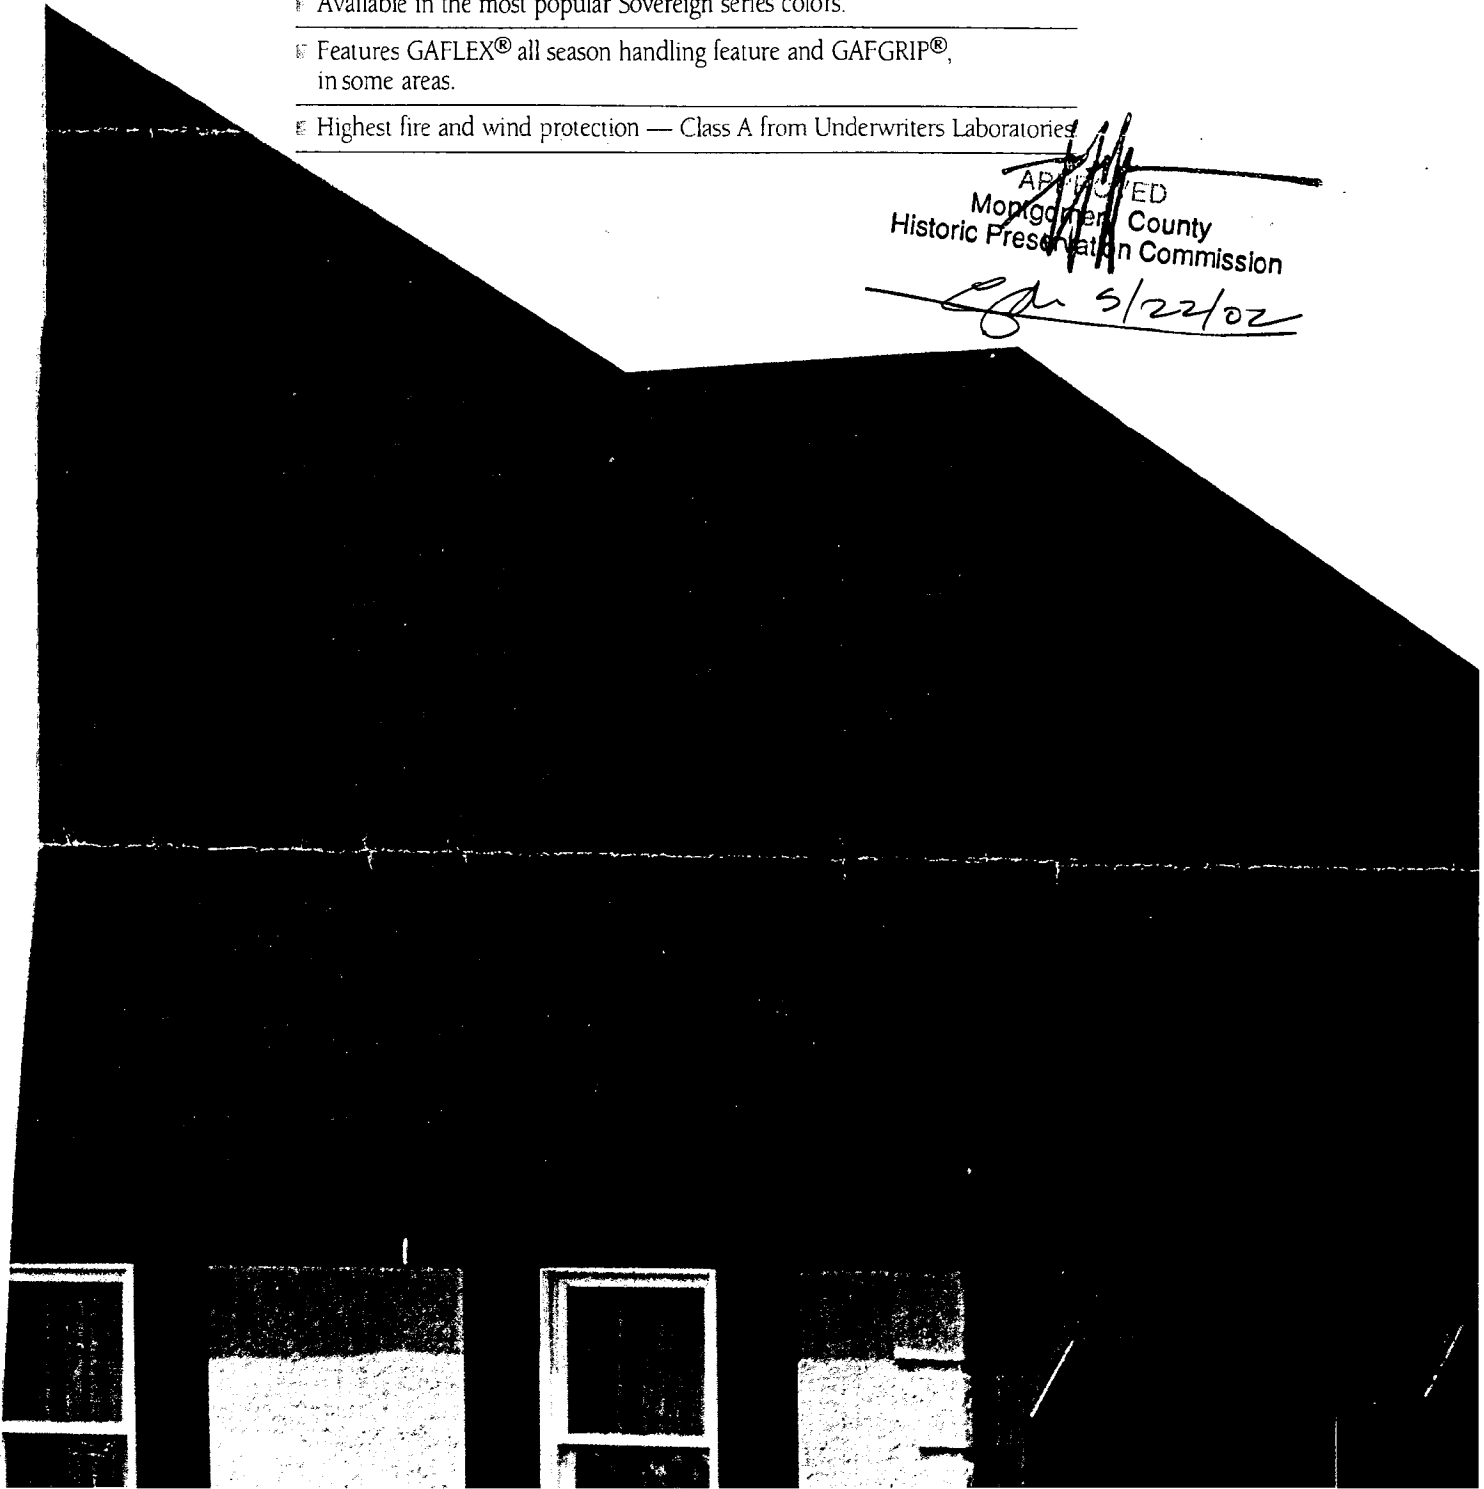 Available in the most popular Sovereign series colors.
Features GAFLEX® all season handling feature and GAFGRIP®,
in some areas.
Highest fire and wind protection — Class A from Underwriters Laboratories
APPROVED
Montgomery County
Historic Preservation Commission
5/22/02